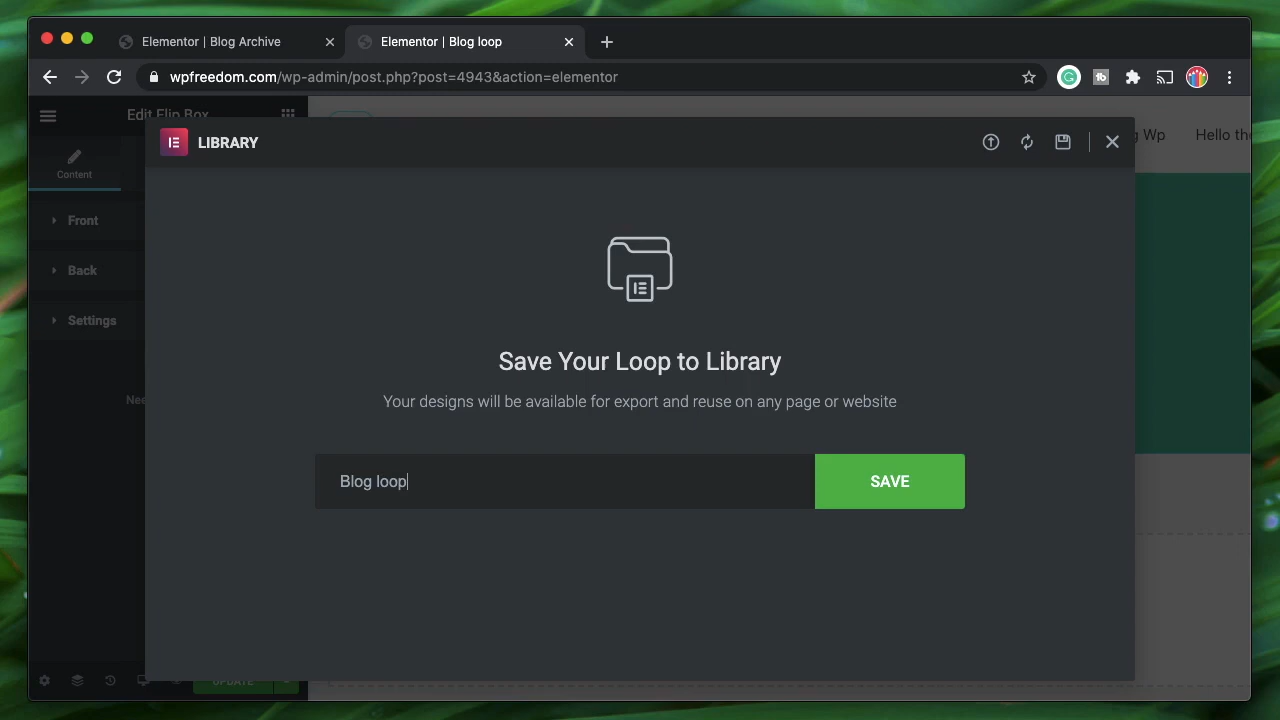 Elementor | Blog Archive
Elementor | Blog loop
wpfreedom.com/wp-admin/post.php?post=4943&action=elementor
Edit Flip Box
LIBRARY
Wp
Hello
Content
Front
Back
Settings
Save Your Loop to Library
Your designs will be available for export and reuse on any page or website
Blog loop
SAVE
UPDATE